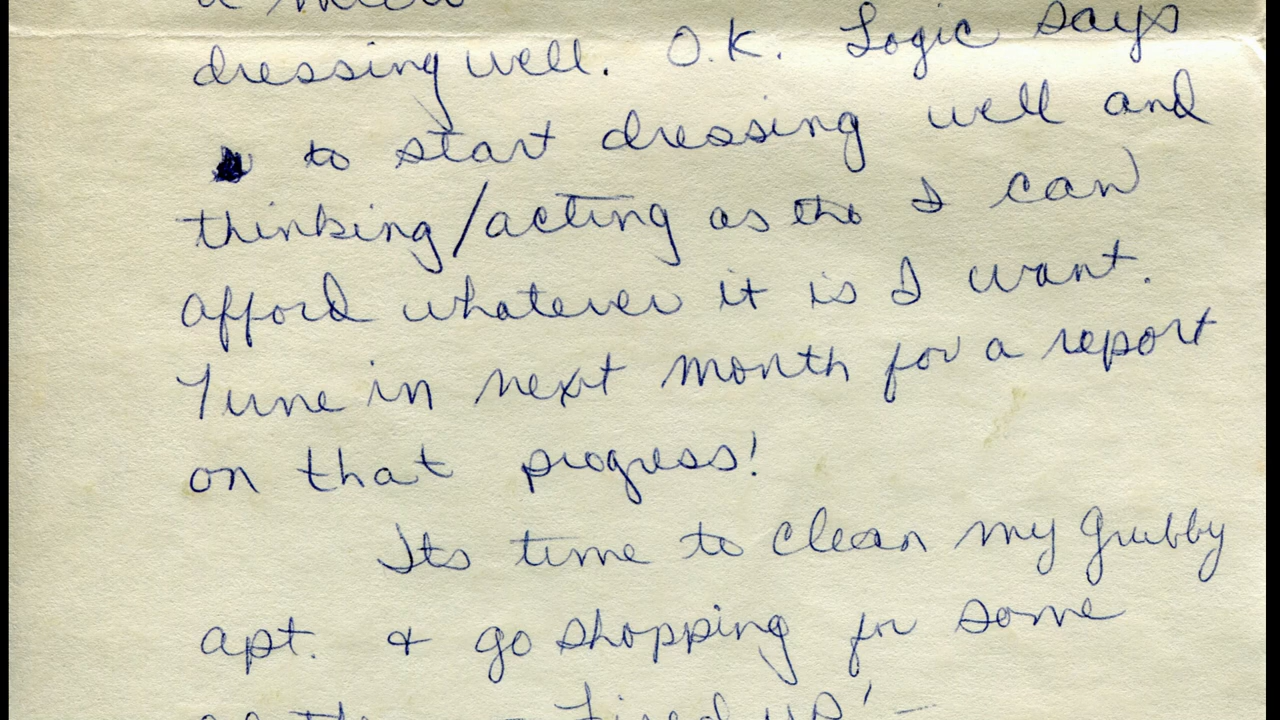 dressing well. O.K. Logic says
to start dressing well and
thinking/acting as tho I can
afford whatever it is I want.
Tune in next month for a report
on that progress!
Its time to clean my grubby
apt. & go shopping for some